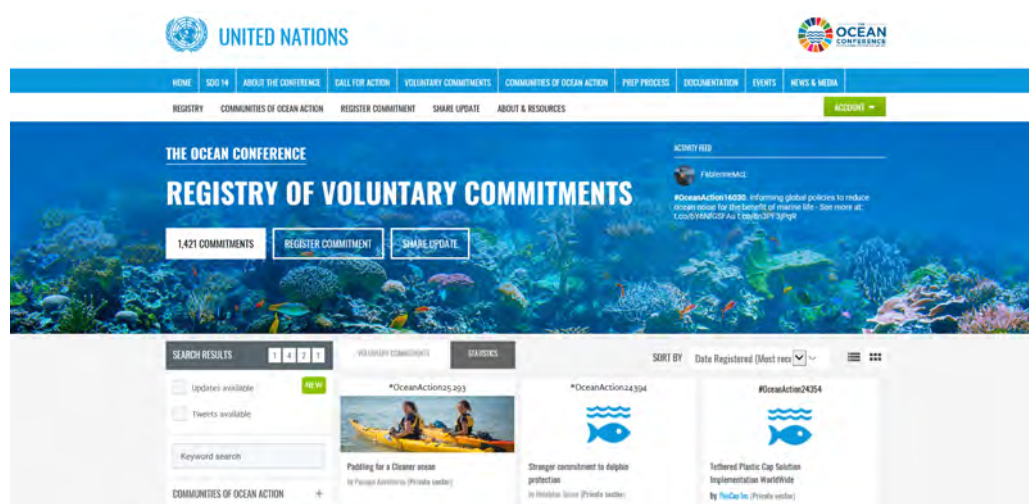 UNITED NATIONS
THE
OCEAN
CONFERENCE
HOME SDG 14 ABOUT THE CONFERENCE CALL FOR ACTION VOLUNTARY COMMITMENTS COMMUNITIES OF OCEAN ACTION PREP PROCESS DOCUMENTATION EVENTS NEWS & MEDIA
REGISTRY COMMUNITIES OF OCEAN ACTION REGISTER COMMITMENT SHARE UPDATE ABOUT & RESOURCES ACCOUNT
THE OCEAN CONFERENCE
REGISTRY OF VOLUNTARY COMMITMENTS
1,421 COMMITMENTS REGISTER COMMITMENT SHARE UPDATE
ACTIVITY FEED
FabienneMcL
#OceanAction16030. Informing global policies to reduce
ocean noise for the benefit of marine life - See more at:
SEARCH RESULTS 1 4 2 1
Updates available NEW
Tweets available
Keyword search
COMMUNITIES OF OCEAN ACTION +
VOLUNTARY COMMITMENTS STATISTICS
SORT BY Date Registered (Most rece
*OceanAction25293
Paddling for a Cleaner ocean
(Private sector)
*OceanAction24394
Stronger commitment to dolphin
protection
(Private sector)
#OceanAction24354
Tethered Plastic Cap Solution
Implementation WorldWide
by Inc (Private sector)